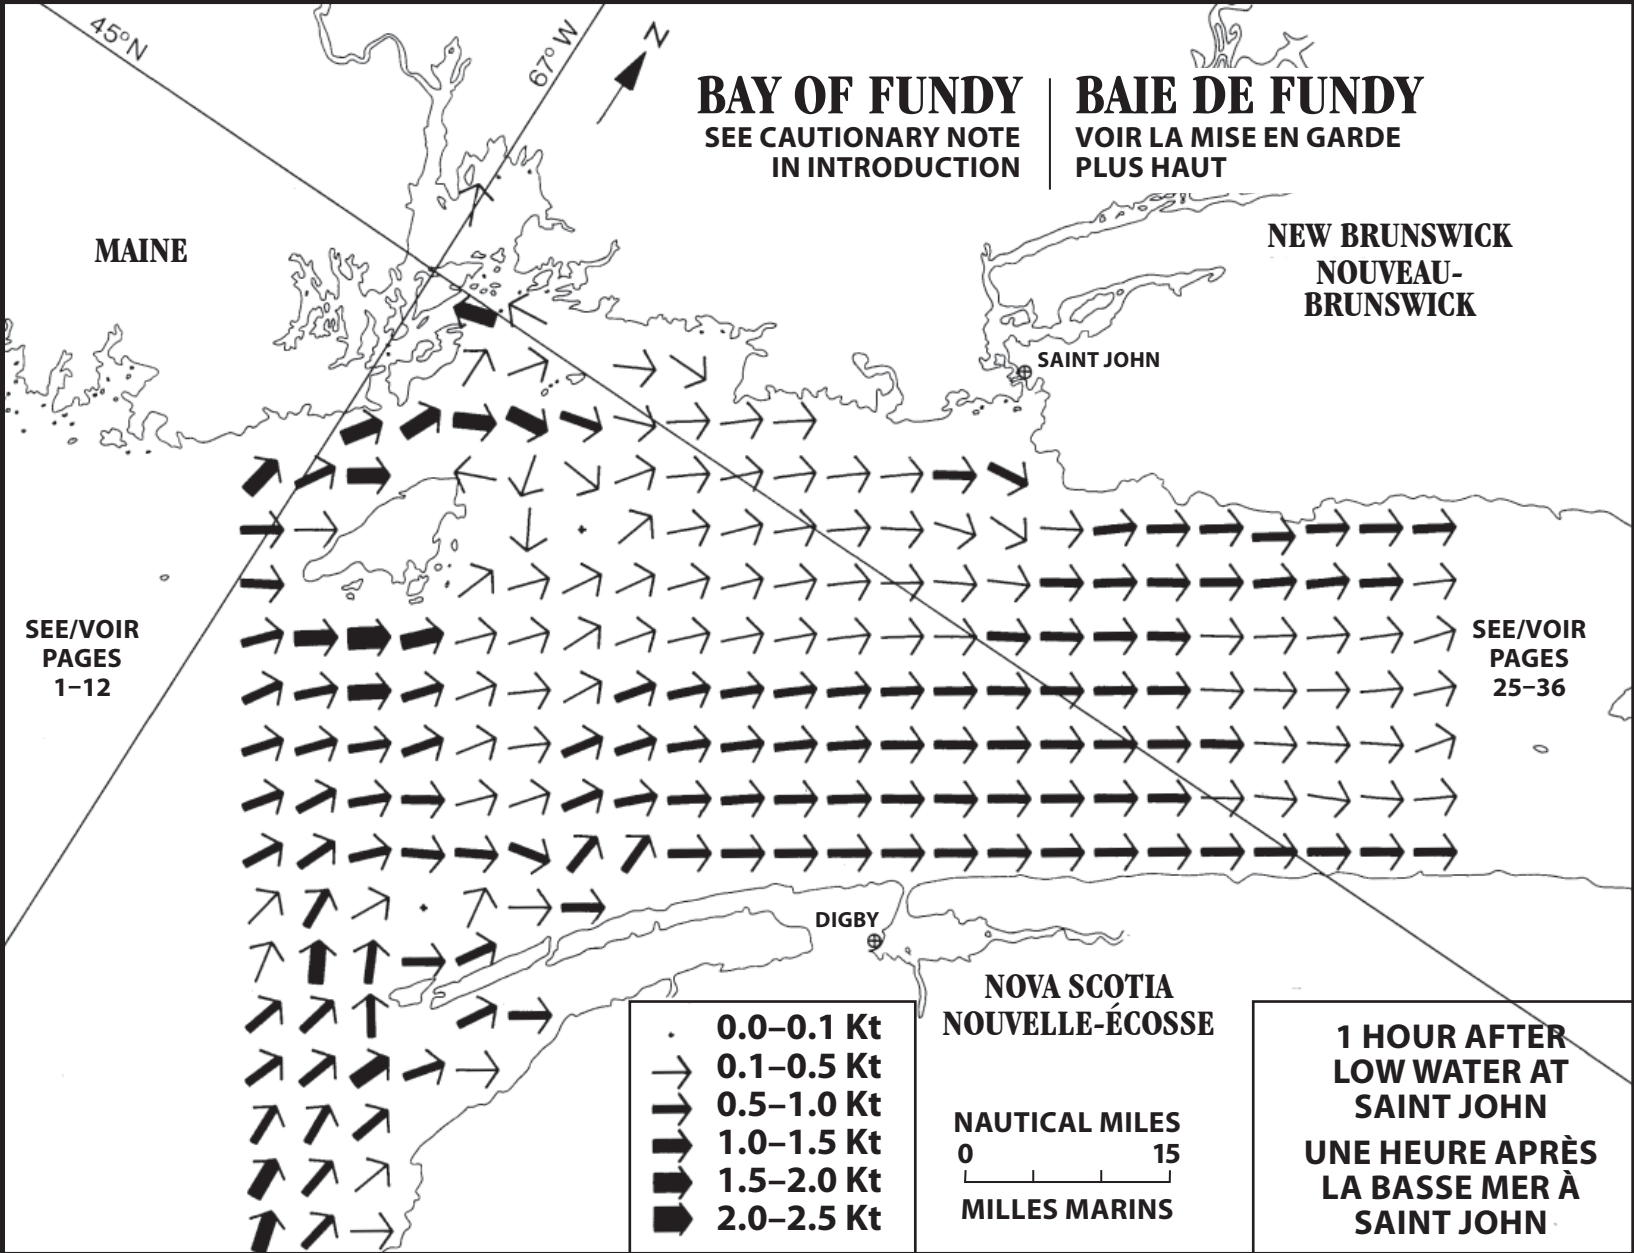 45°N
67° W
N
BAY OF FUNDY
SEE CAUTIONARY NOTE
IN INTRODUCTION
BAIE DE FUNDY
VOIR LA MISE EN GARDE
PLUS HAUT
MAINE
NEW BRUNSWICK
NOUVEAU-
BRUNSWICK
SAINT JOHN
SEE/VOIR
PAGES
1–12
SEE/VOIR
PAGES
25–36
DIGBY
NOVA SCOTIA
NOUVELLE-ÉCOSSE
0.0–0.1 Kt
0.1–0.5 Kt
0.5–1.0 Kt
1.0–1.5 Kt
1.5–2.0 Kt
2.0–2.5 Kt
NAUTICAL MILES
0 15
MILLES MARINS
1 HOUR AFTER
LOW WATER AT
SAINT JOHN
UNE HEURE APRÈS
LA BASSE MER À
SAINT JOHN